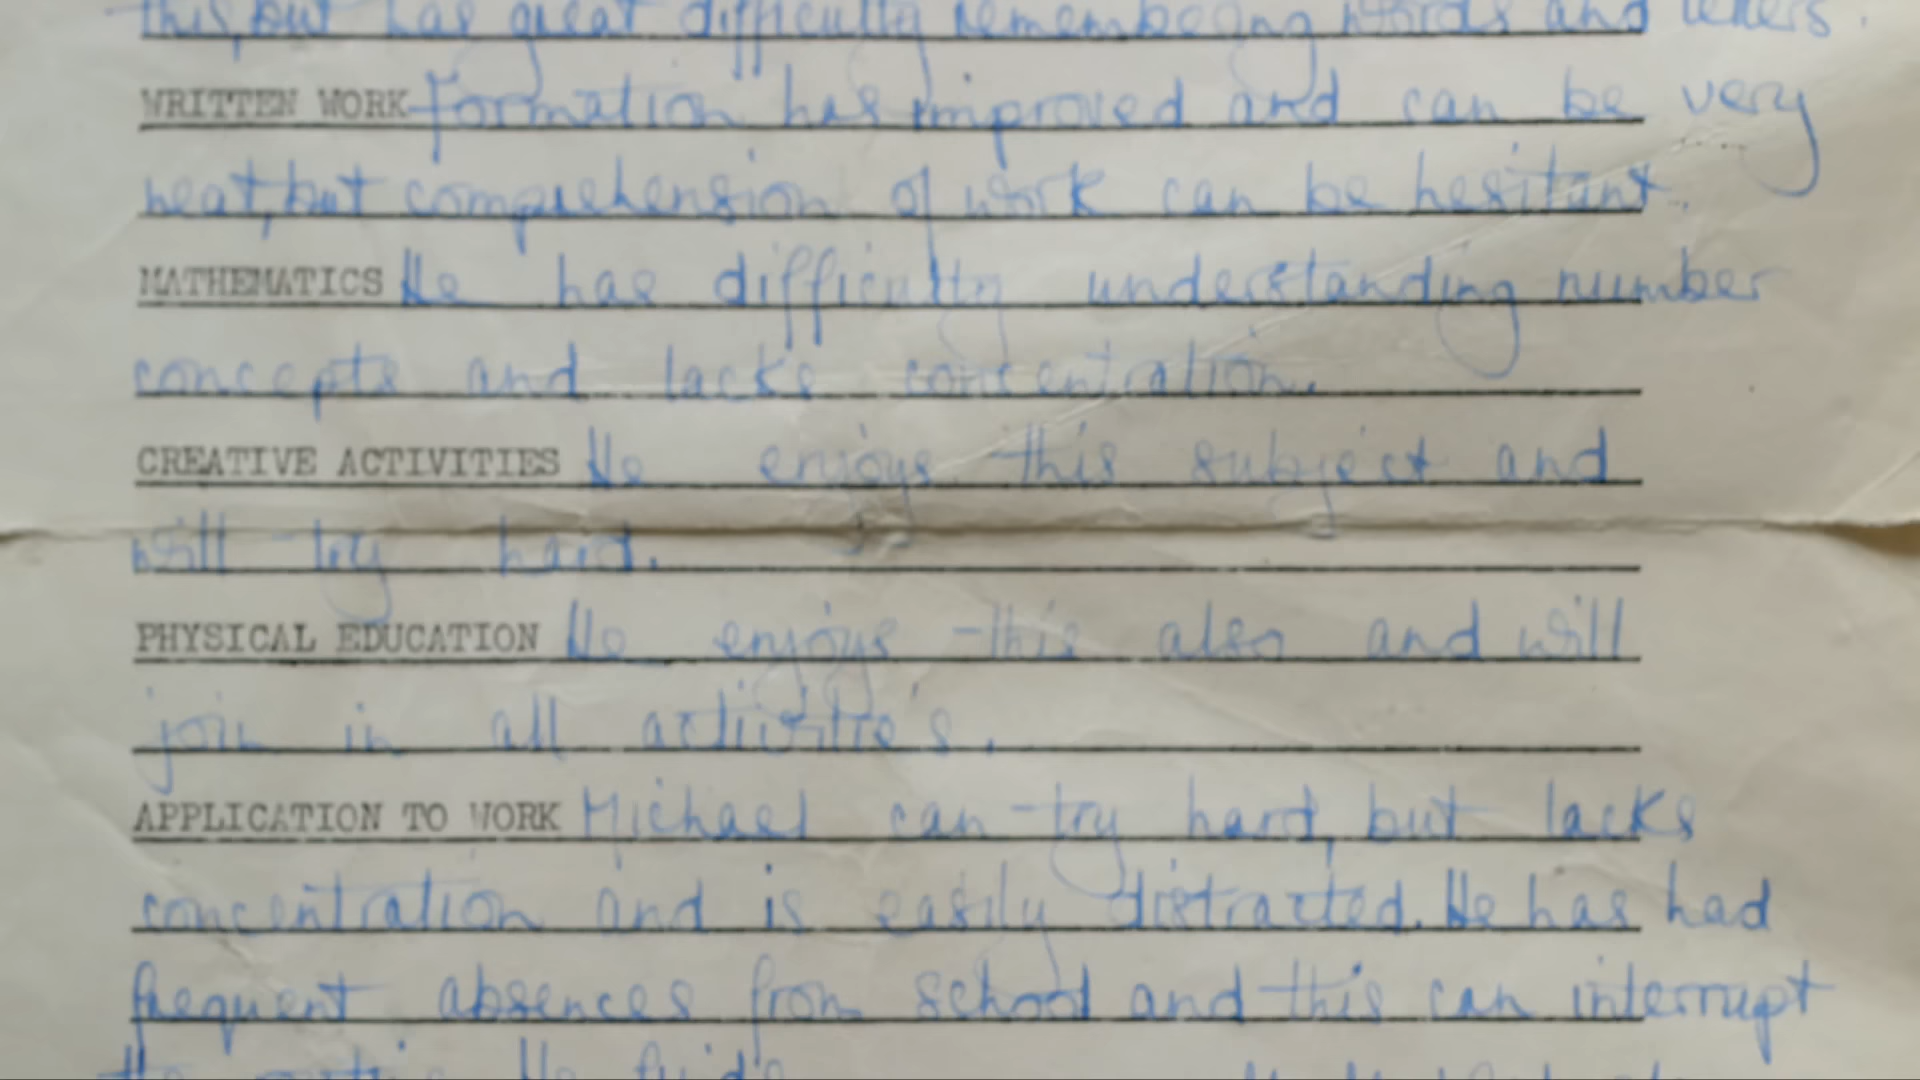 this, but has great difficulty remembering words and letters.
WRITTEN WORK Formation has improved and can be very
neat, but comprehension of work can be hesitant.
MATHEMATICS He has difficulty understanding number
concepts and lacks concentration.
CREATIVE ACTIVITIES He enjoys this subject and
will try hard.
PHYSICAL EDUCATION He enjoys this also and will
join in all activities.
APPLICATION TO WORK Michael can try hard, but lacks
concentration and is easily distracted. He has had
frequent absences from school and this can interrupt
He finds